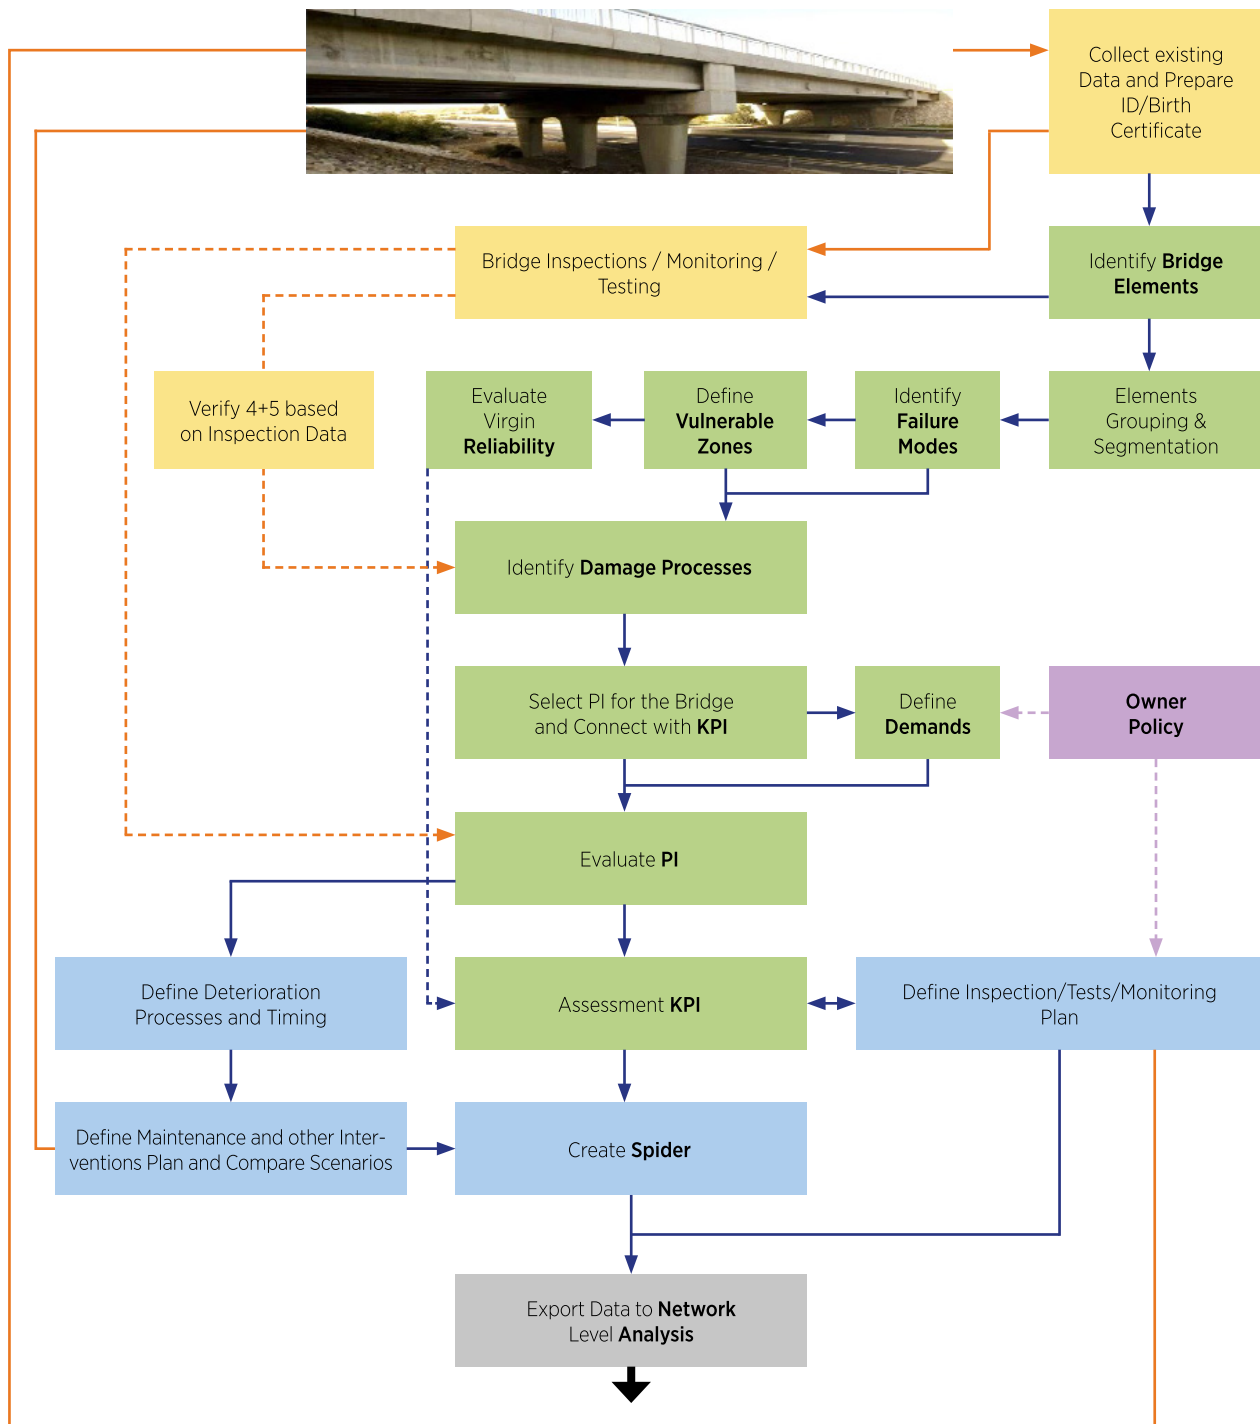 Collect existing
Data and Prepare
ID/Birth
Certificate
Bridge Inspections / Monitoring /
Testing
Identify Bridge
Elements
Verify 4+5 based
on Inspection Data
Evaluate
Virgin
Reliability
Define
Vulnerable
Zones
Identify
Failure
Modes
Elements
Grouping &
Segmentation
Identify Damage Processes
Select PI for the Bridge
and Connect with KPI
Define
Demands
Owner
Policy
Evaluate PI
Define Deterioration
Processes and Timing
Assessment KPI
Define Inspection/Tests/Monitoring
Plan
Define Maintenance and other Inter-
ventions Plan and Compare Scenarios
Create Spider
Export Data to Network
Level Analysis